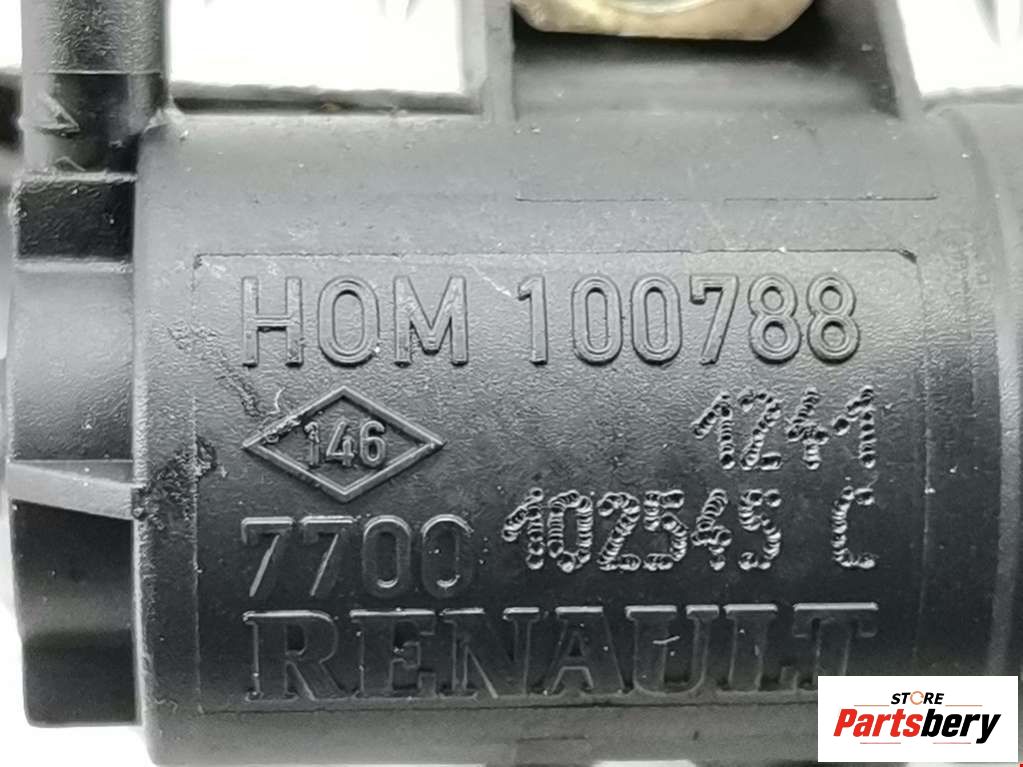 HOM 100788
146
1241
7700 102545 C
RENAULT
STORE
Partsbery